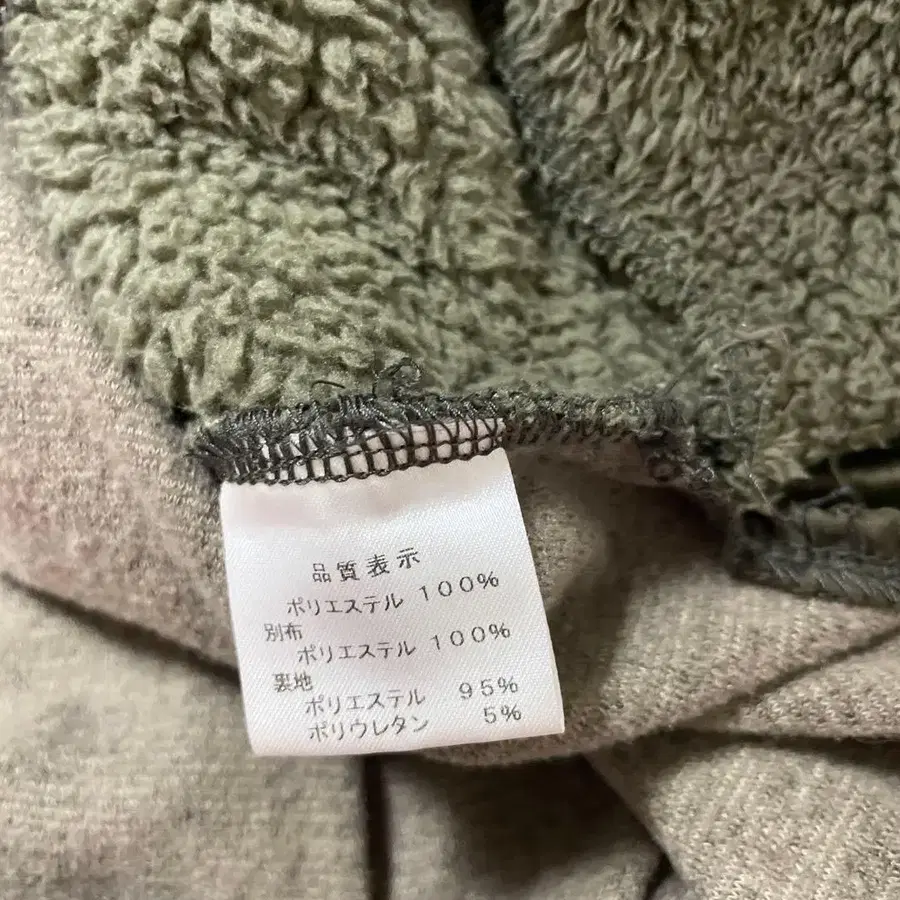 品質表示
ポリエステル 100%
別布
ポリエステル 100%
裏地
ポリエステル 95%
ポリウレタン 5%